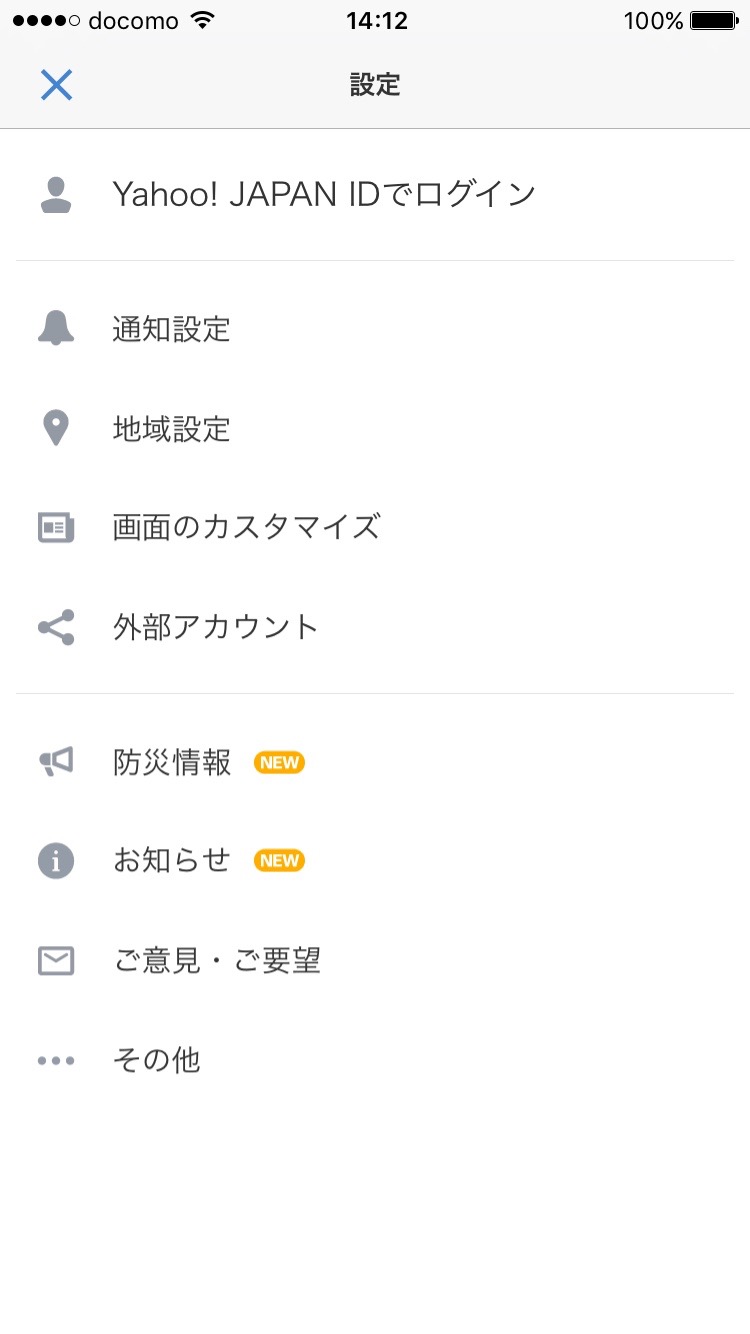 docomo 14:12 100%
設定
Yahoo! JAPAN IDでログイン
通知設定
地域設定
画面のカスタマイズ
外部アカウント
防災情報 NEW
お知らせ NEW
ご意見・ご要望
その他